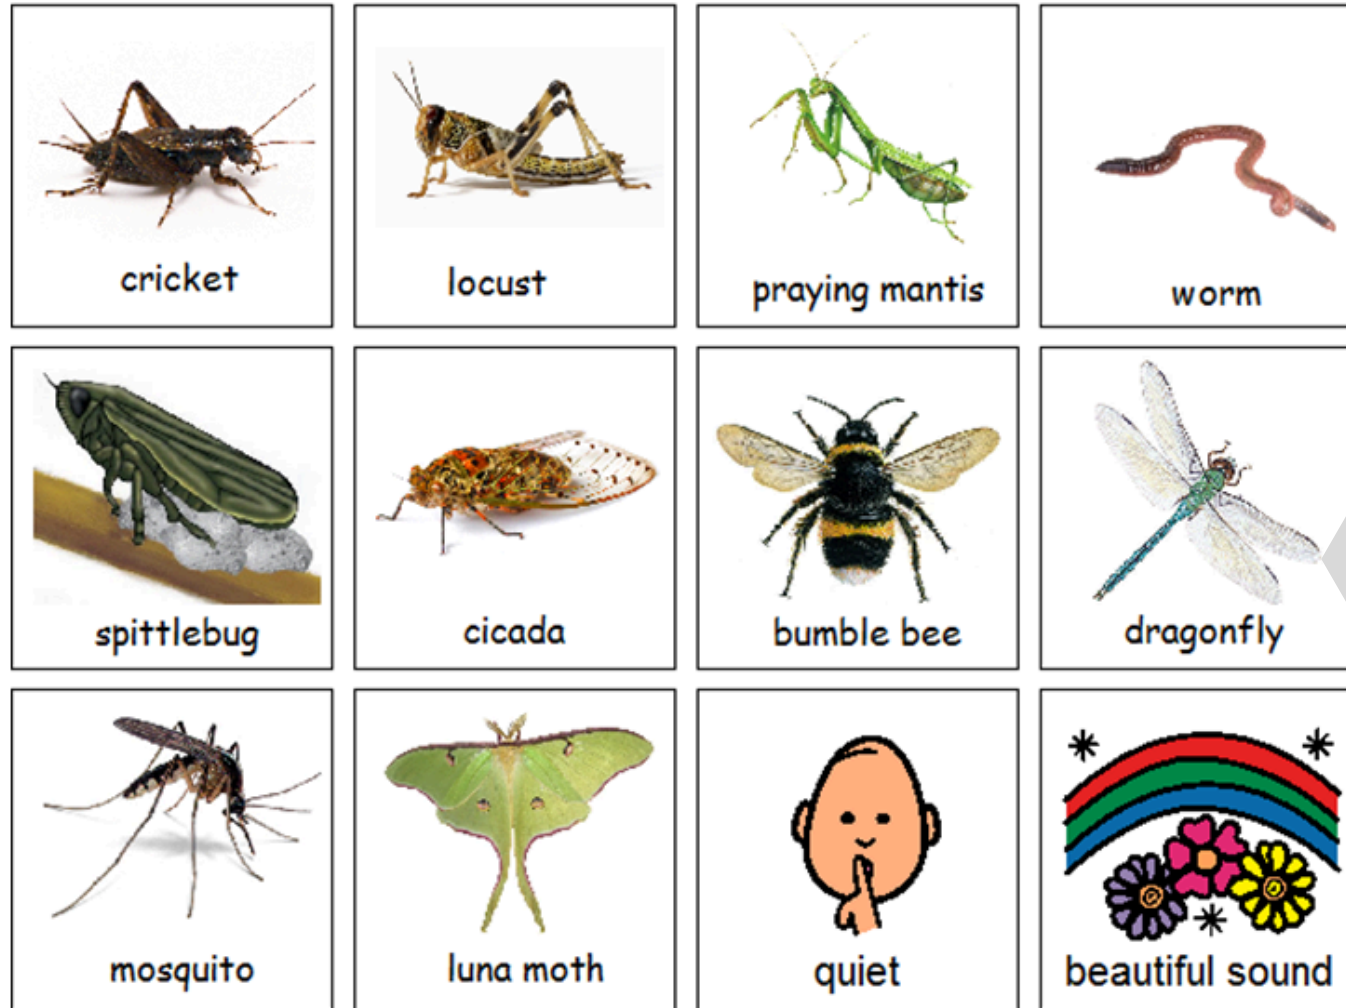 cricket
locust
praying mantis
worm
spittlebug
cicada
bumble bee
dragonfly
mosquito
luna moth
quiet
beautiful sound